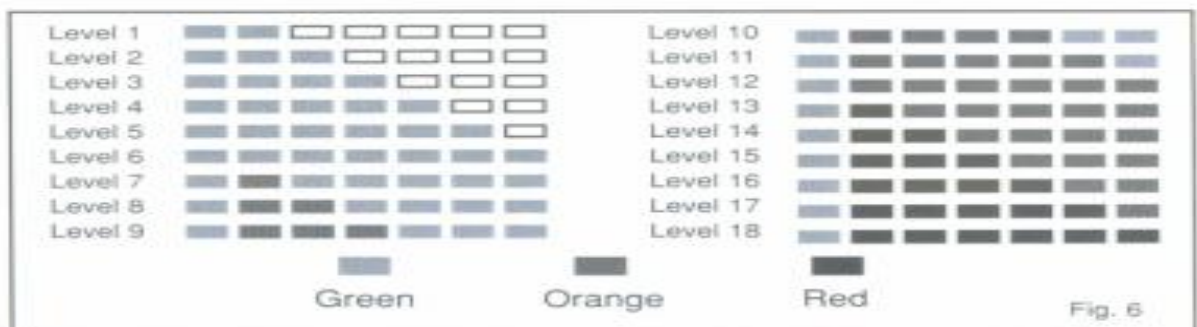 Level 1
Level 2
Level 3
Level 4
Level 5
Level 6
Level 7
Level 8
Level 9
Level 10
Level 11
Level 12
Level 13
Level 14
Level 15
Level 16
Level 17
Level 18
Green Orange Red
Fig. 6